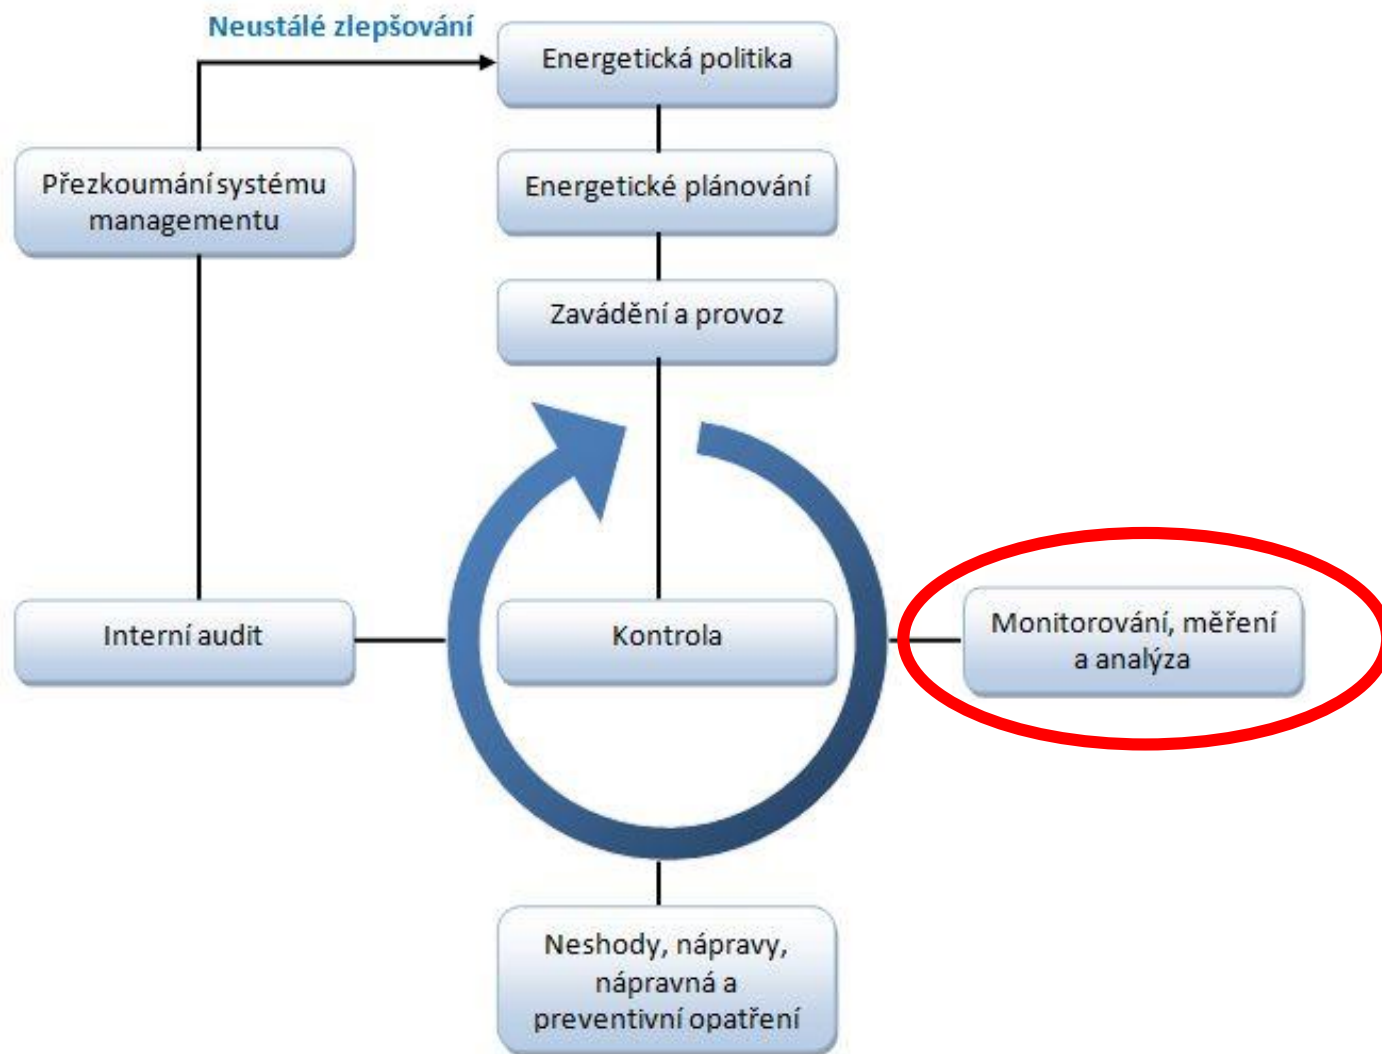 Neustálé zlepšování
Energetická politika
Přezkoumání systému
managementu
Energetické plánování
Zavádění a provoz
Interní audit
Kontrola
Monitorování, měření
a analýza
Neshody, nápravy,
nápravná a
preventivní opatření